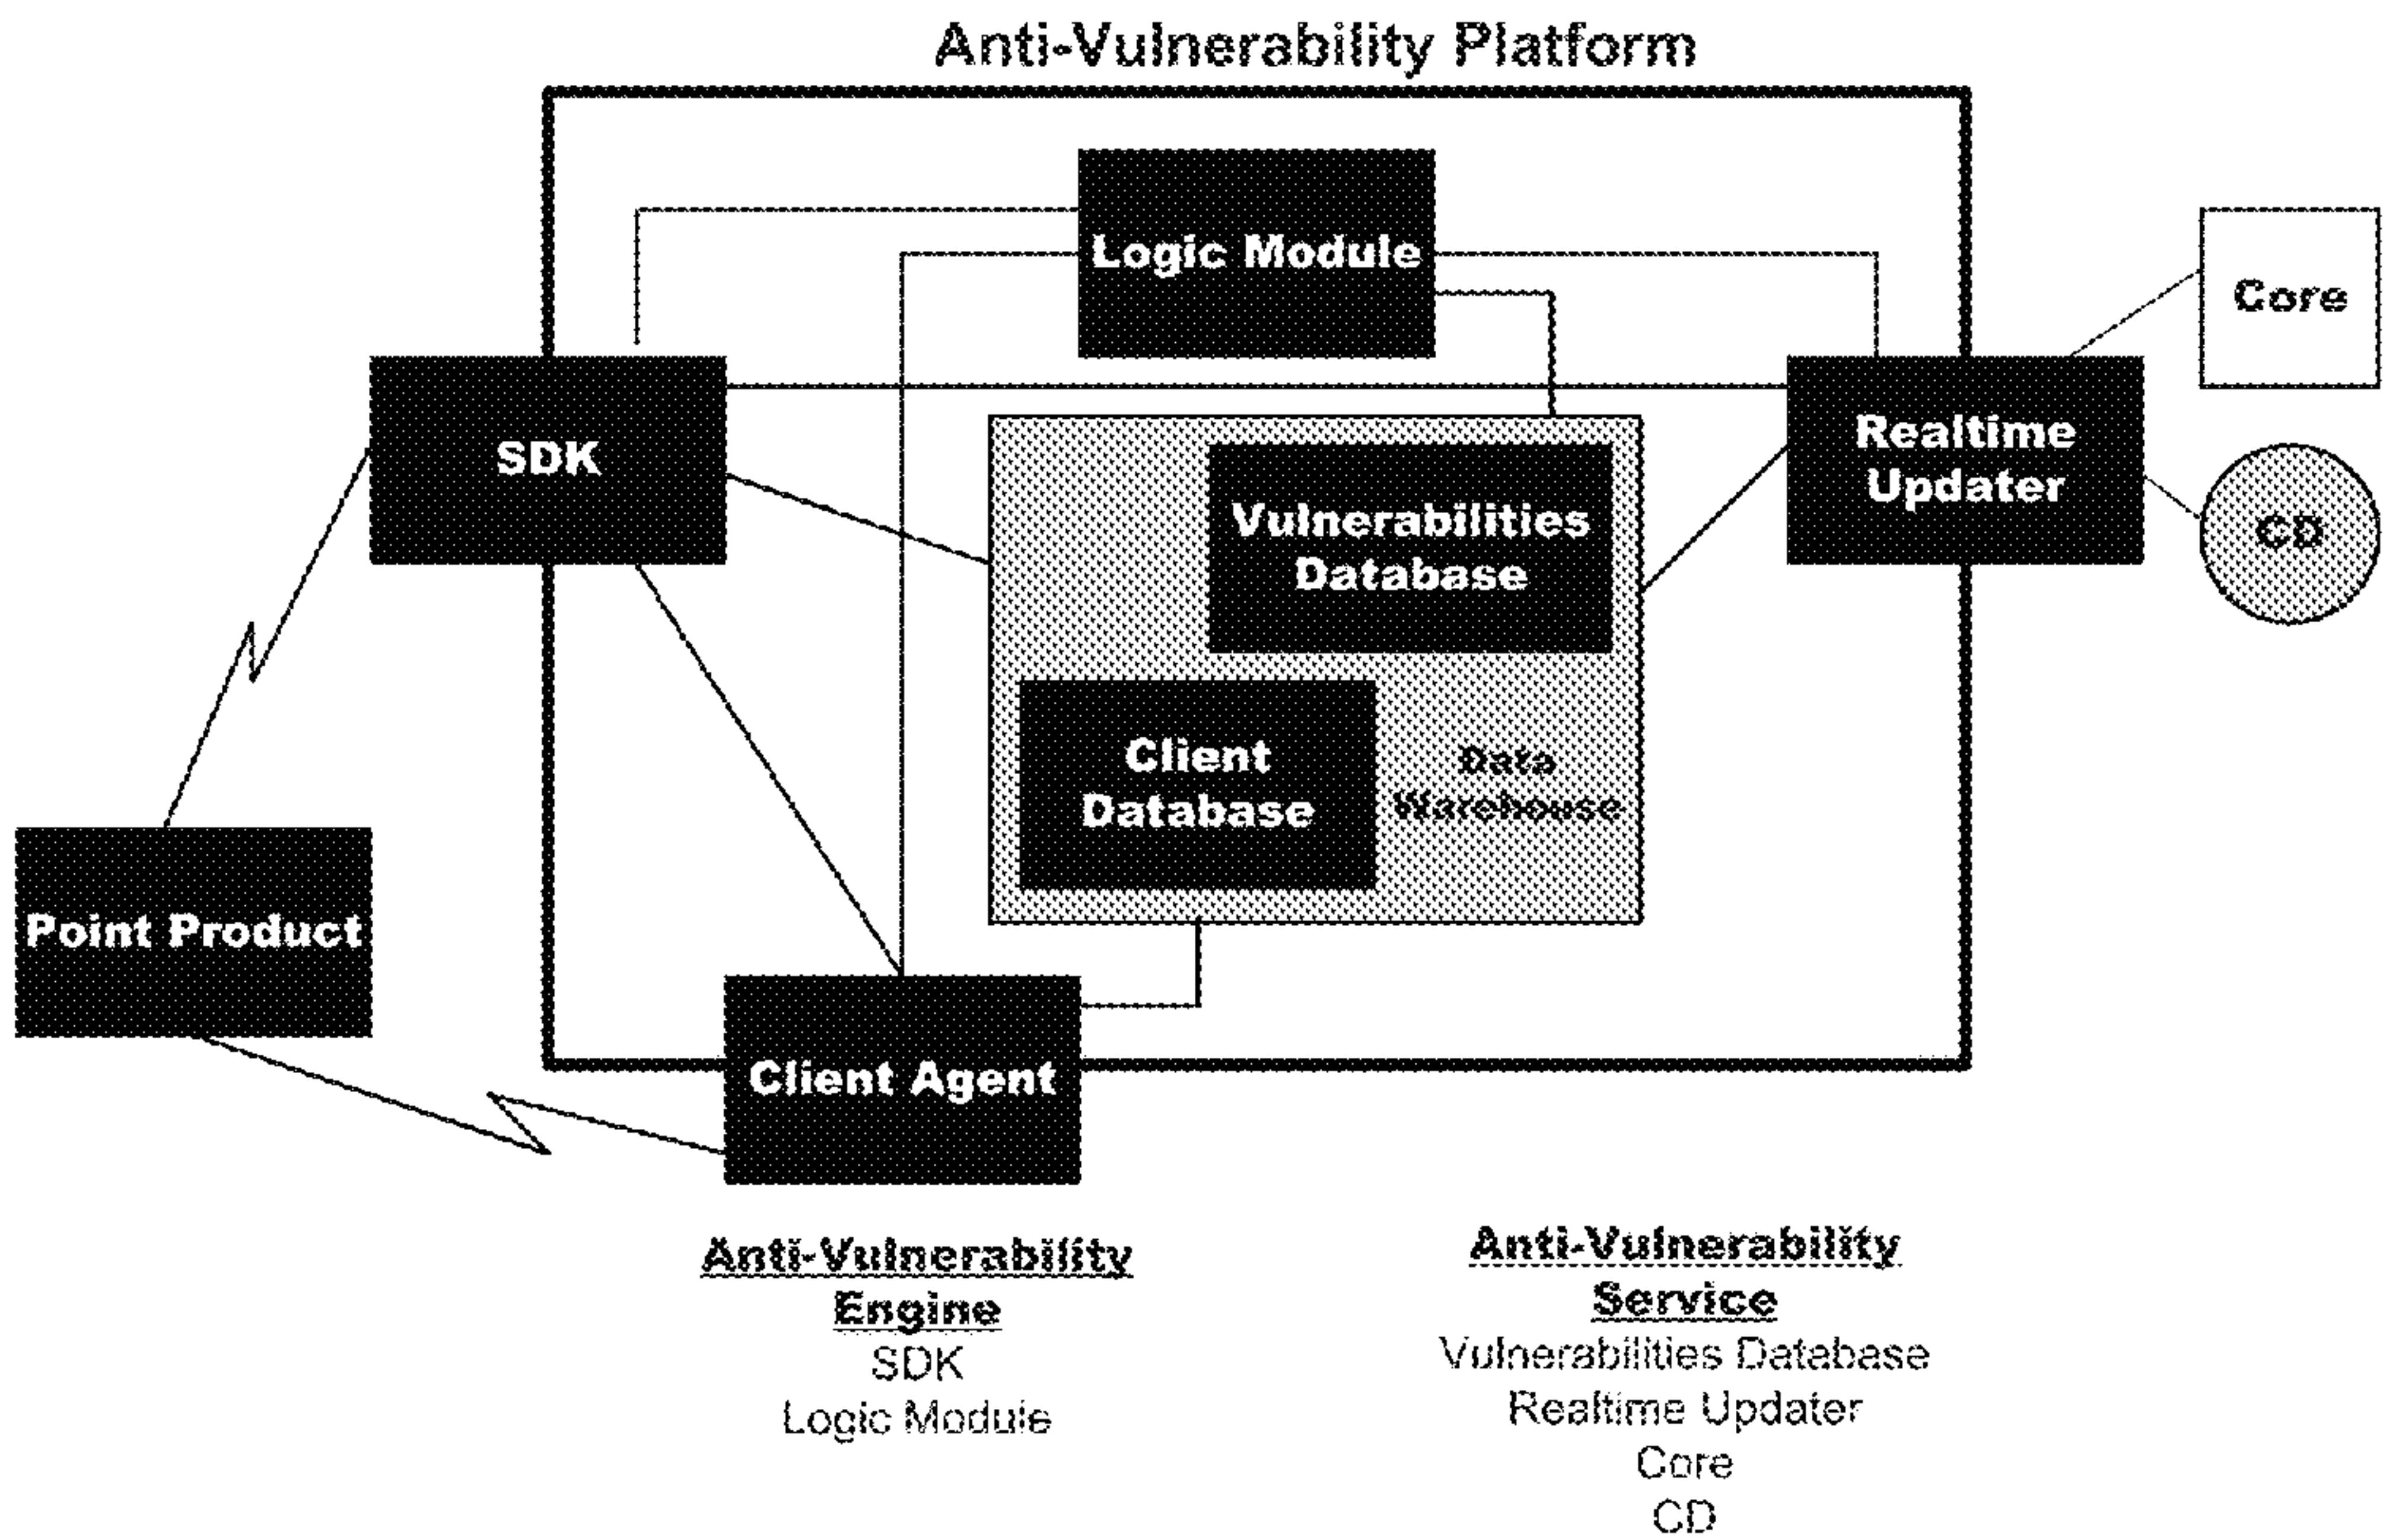 Anti-Vulnerability Platform
Logic Module
Core
SDK
Realtime
Updater
CD
Vulnerabilities
Database
Client
Database
Data
Warehouse
Point Product
Client Agent
Anti-Vulnerability
Engine
SDK
Logic Module
Anti-Vulnerability
Service
Vulnerabilities Database
Realtime Updater
Core
CD